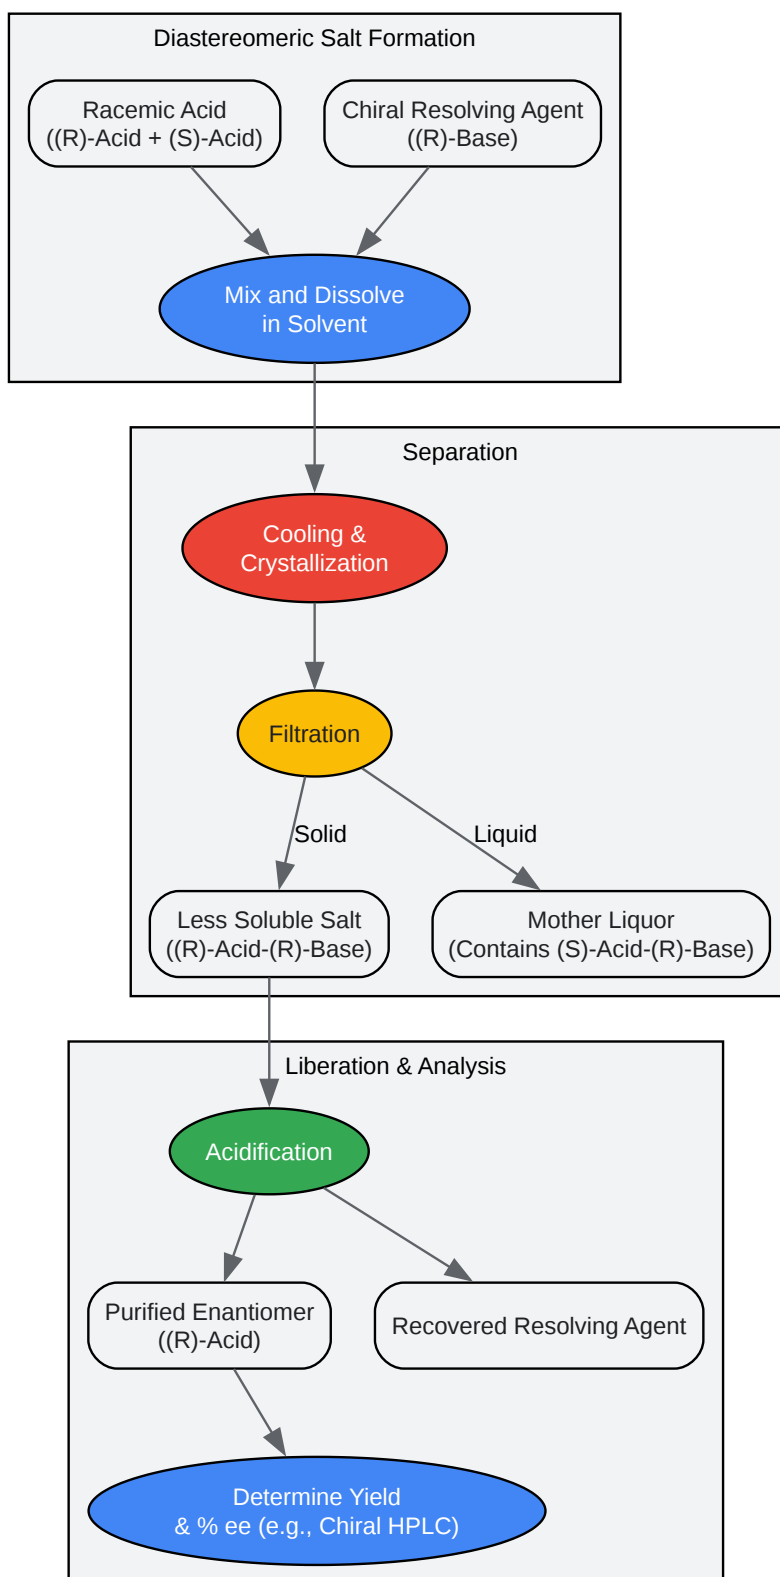 Diastereomeric Salt Formation
Racemic Acid
((R)-Acid + (S)-Acid)
Chiral Resolving Agent
((R)-Base)
Mix and Dissolve
in Solvent
Separation
Cooling &
Crystallization
Filtration
Solid
Liquid
Less Soluble Salt
((R)-Acid-(R)-Base)
Mother Liquor
(Contains (S)-Acid-(R)-Base)
Liberation & Analysis
Acidification
Purified Enantiomer
((R)-Acid)
Recovered Resolving Agent
Determine Yield
& % ee (e.g., Chiral HPLC)